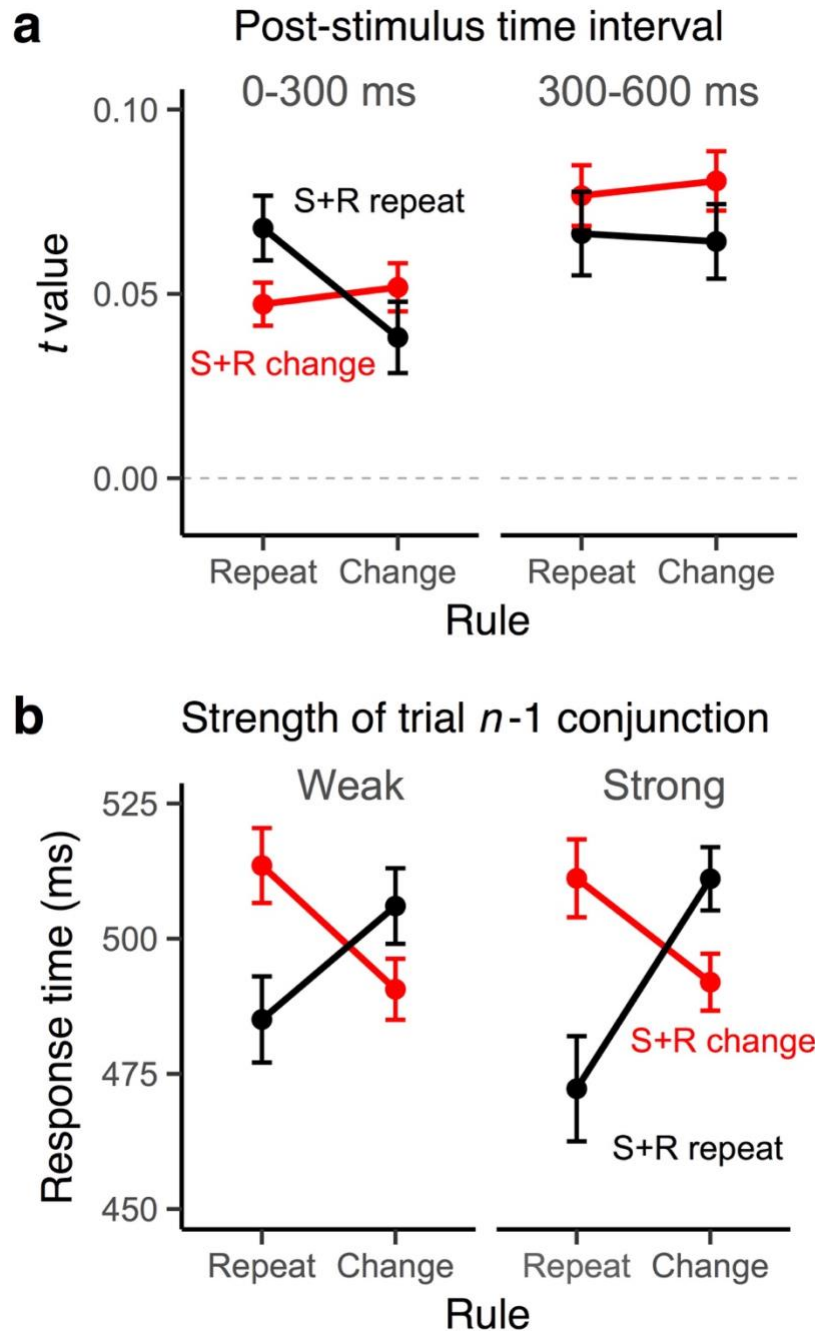 a
Post-stimulus time interval
0-300 ms
300-600 ms
0.10
S+R repeat
0.05
t value
S+R change
0.00
Repeat Change
Repeat Change
Rule
b
Strength of trial n-1 conjunction
Weak
Strong
525
500
Response time (ms)
S+R change
475
S+R repeat
450
Repeat Change
Repeat Change
Rule